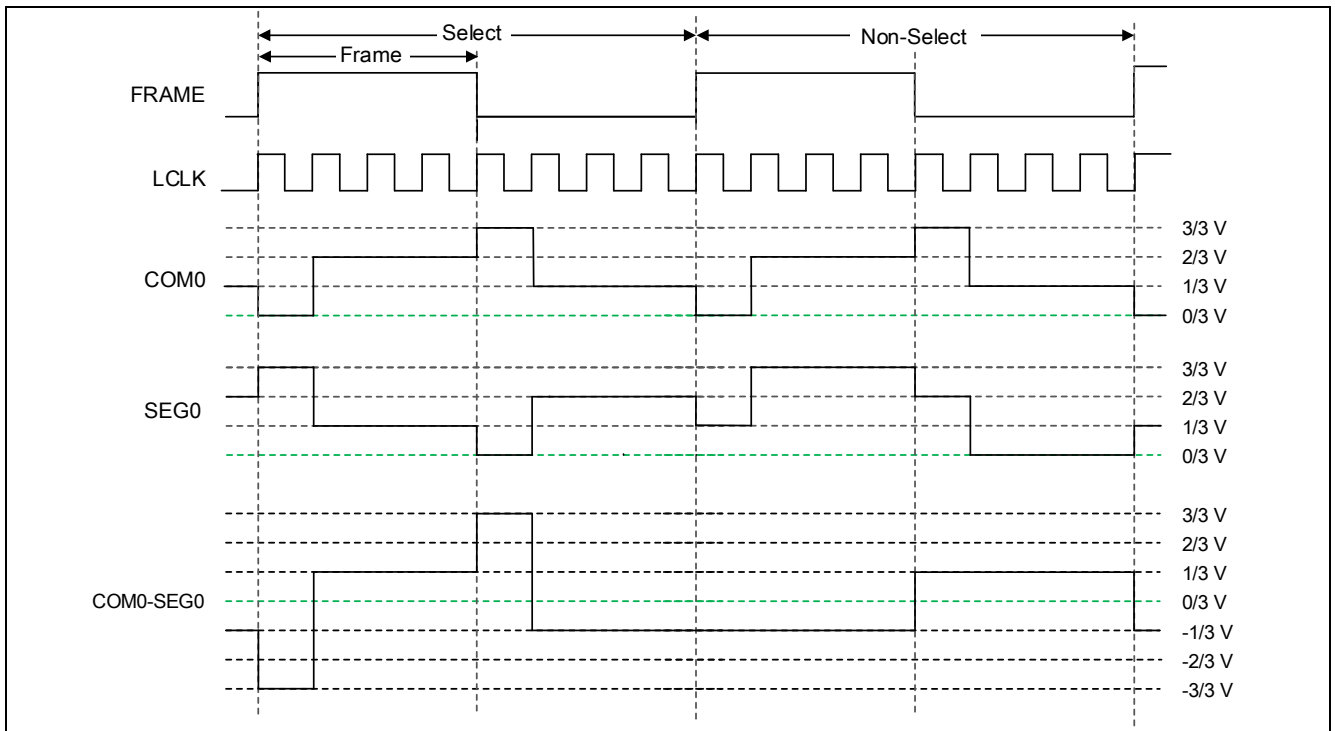 Select
Non-Select
Frame
FRAME
LCLK
COM0
3/3 V
2/3 V
1/3 V
0/3 V
SEG0
3/3 V
2/3 V
1/3 V
0/3 V
COM0-SEG0
3/3 V
2/3 V
1/3 V
0/3 V
-1/3 V
-2/3 V
-3/3 V